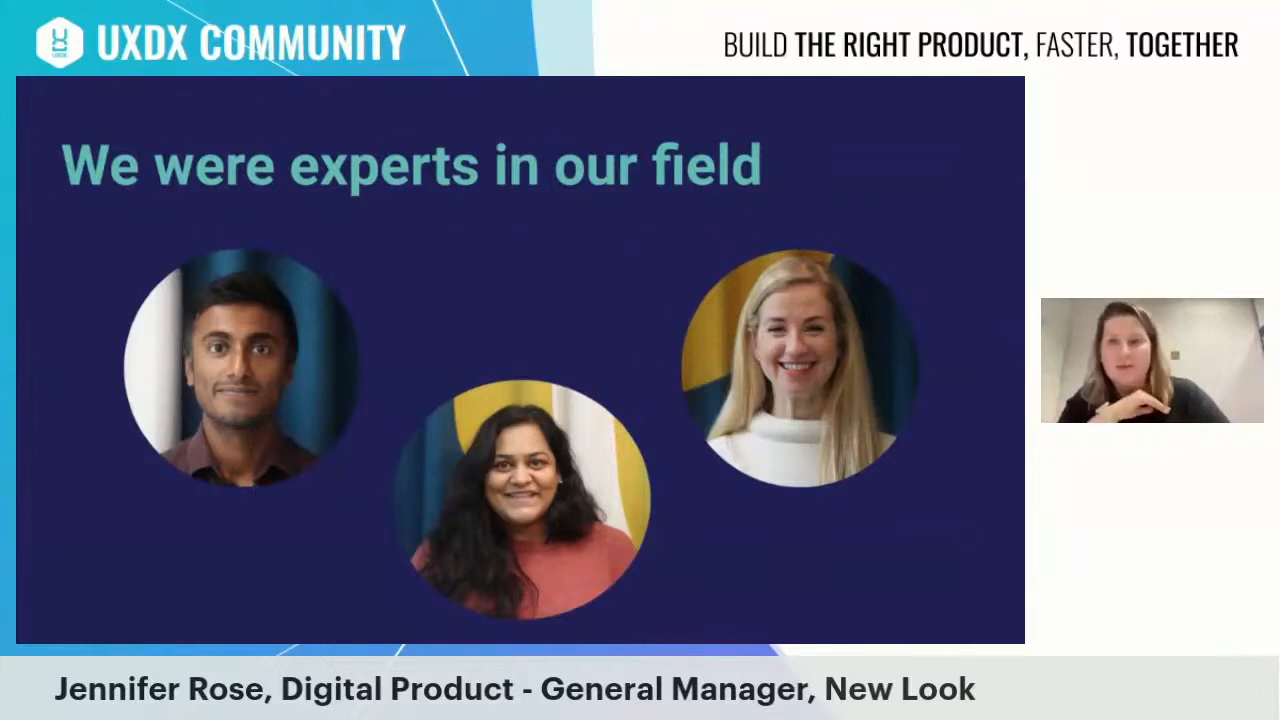 UXDX COMMUNITY
BUILD THE RIGHT PRODUCT, FASTER, TOGETHER
We were experts in our field
Jennifer Rose, Digital Product - General Manager, New Look